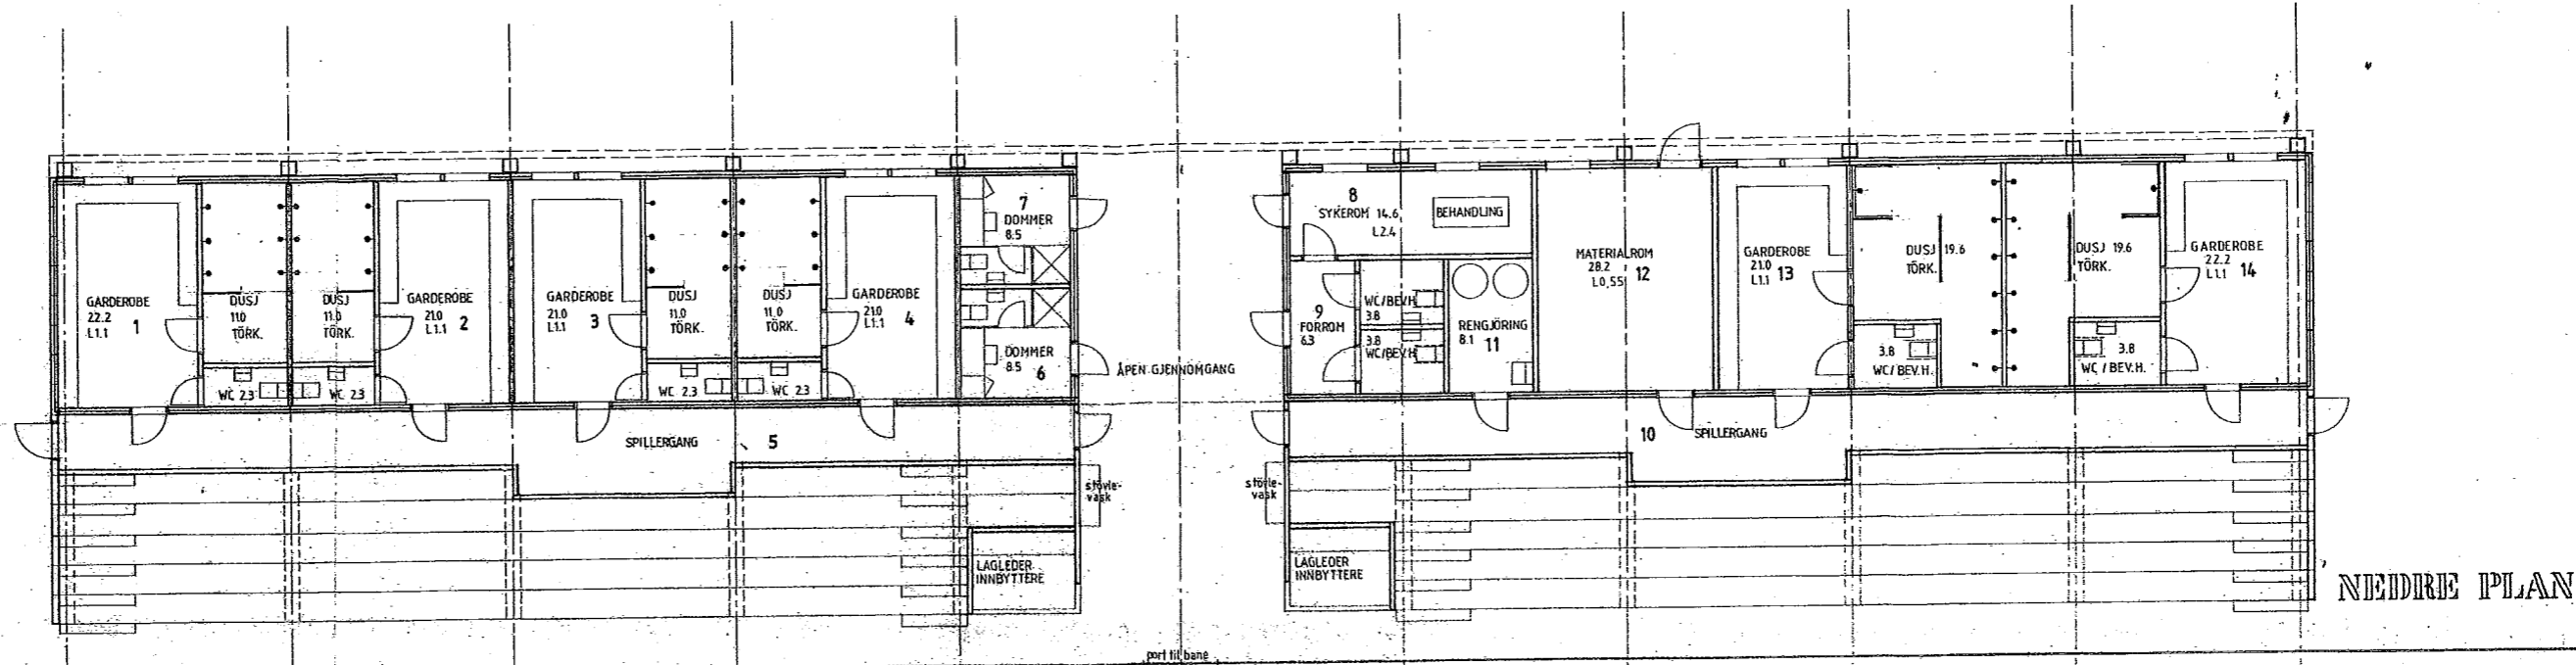 GARDEROBE
22.2
L1.1
1
DUSJ
11.0
TÖRK.
WC 2.3
DUSJ
11.0
TÖRK.
WC 2.3
GARDEROBE
21.0
L1.1
2
GARDEROBE
21.0
L1.1
3
DUSJ
11.0
TÖRK.
WC 2.3
DUSJ
11.0
TÖRK.
WC 2.3
GARDEROBE
21.0
L1.1
4
7
DOMMER
8.5
DOMMER
8.5
6
SPILLERGANG
5
stövle-
vask
LAGLEDER
INNBYTTERE
ÅPEN GJENNOMGANG
8
SYKEROM 14.6
L2.4
BEHANDLING
9
FORROM
6.3
WC/BEV.H
3.8
3.8
WC/BEV.H
RENGJÖRING
8.1
11
MATERIALROM
28.2
L0,55
12
GARDEROBE
21.0
L1.1
13
DUSJ 19.6
TÖRK.
3.8
WC/BEV.H.
DUSJ 19.6
TÖRK.
3.8
WC / BEV.H.
GARDEROBE
22.2
L1.1
14
10
SPILLERGANG
stövle-
vask
LAGLEDER
INNBYTTERE
NEDRE PLAN
port til bane